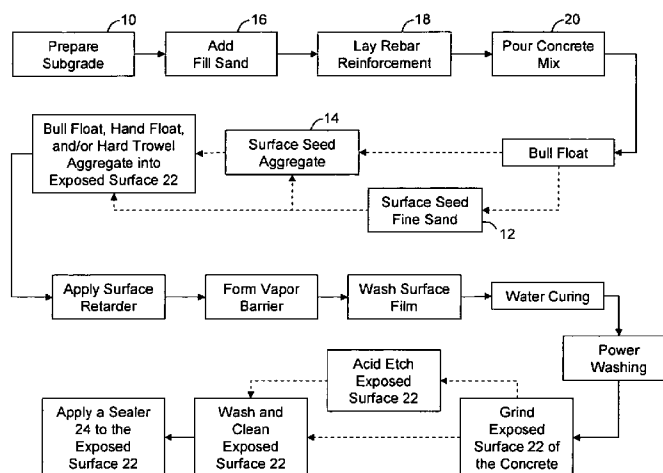 10
Prepare
Subgrade
16
Add
Fill Sand
18
Lay Rebar
Reinforcement
20
Pour Concrete
Mix
Bull Float
14
Surface Seed
Aggregate
Surface Seed
Fine Sand
12
Bull Float, Hand Float,
and/or Hard Trowel
Aggregate into
Exposed Surface 22
Apply Surface
Retarder
Form Vapor
Barrier
Wash Surface
Film
Water Curing
Power
Washing
Grind
Exposed
Surface 22 of
the Concrete
Acid Etch
Exposed
Surface 22
Wash and
Clean Exposed
Surface 22
Apply a Sealer
24 to the
Exposed
Surface 22